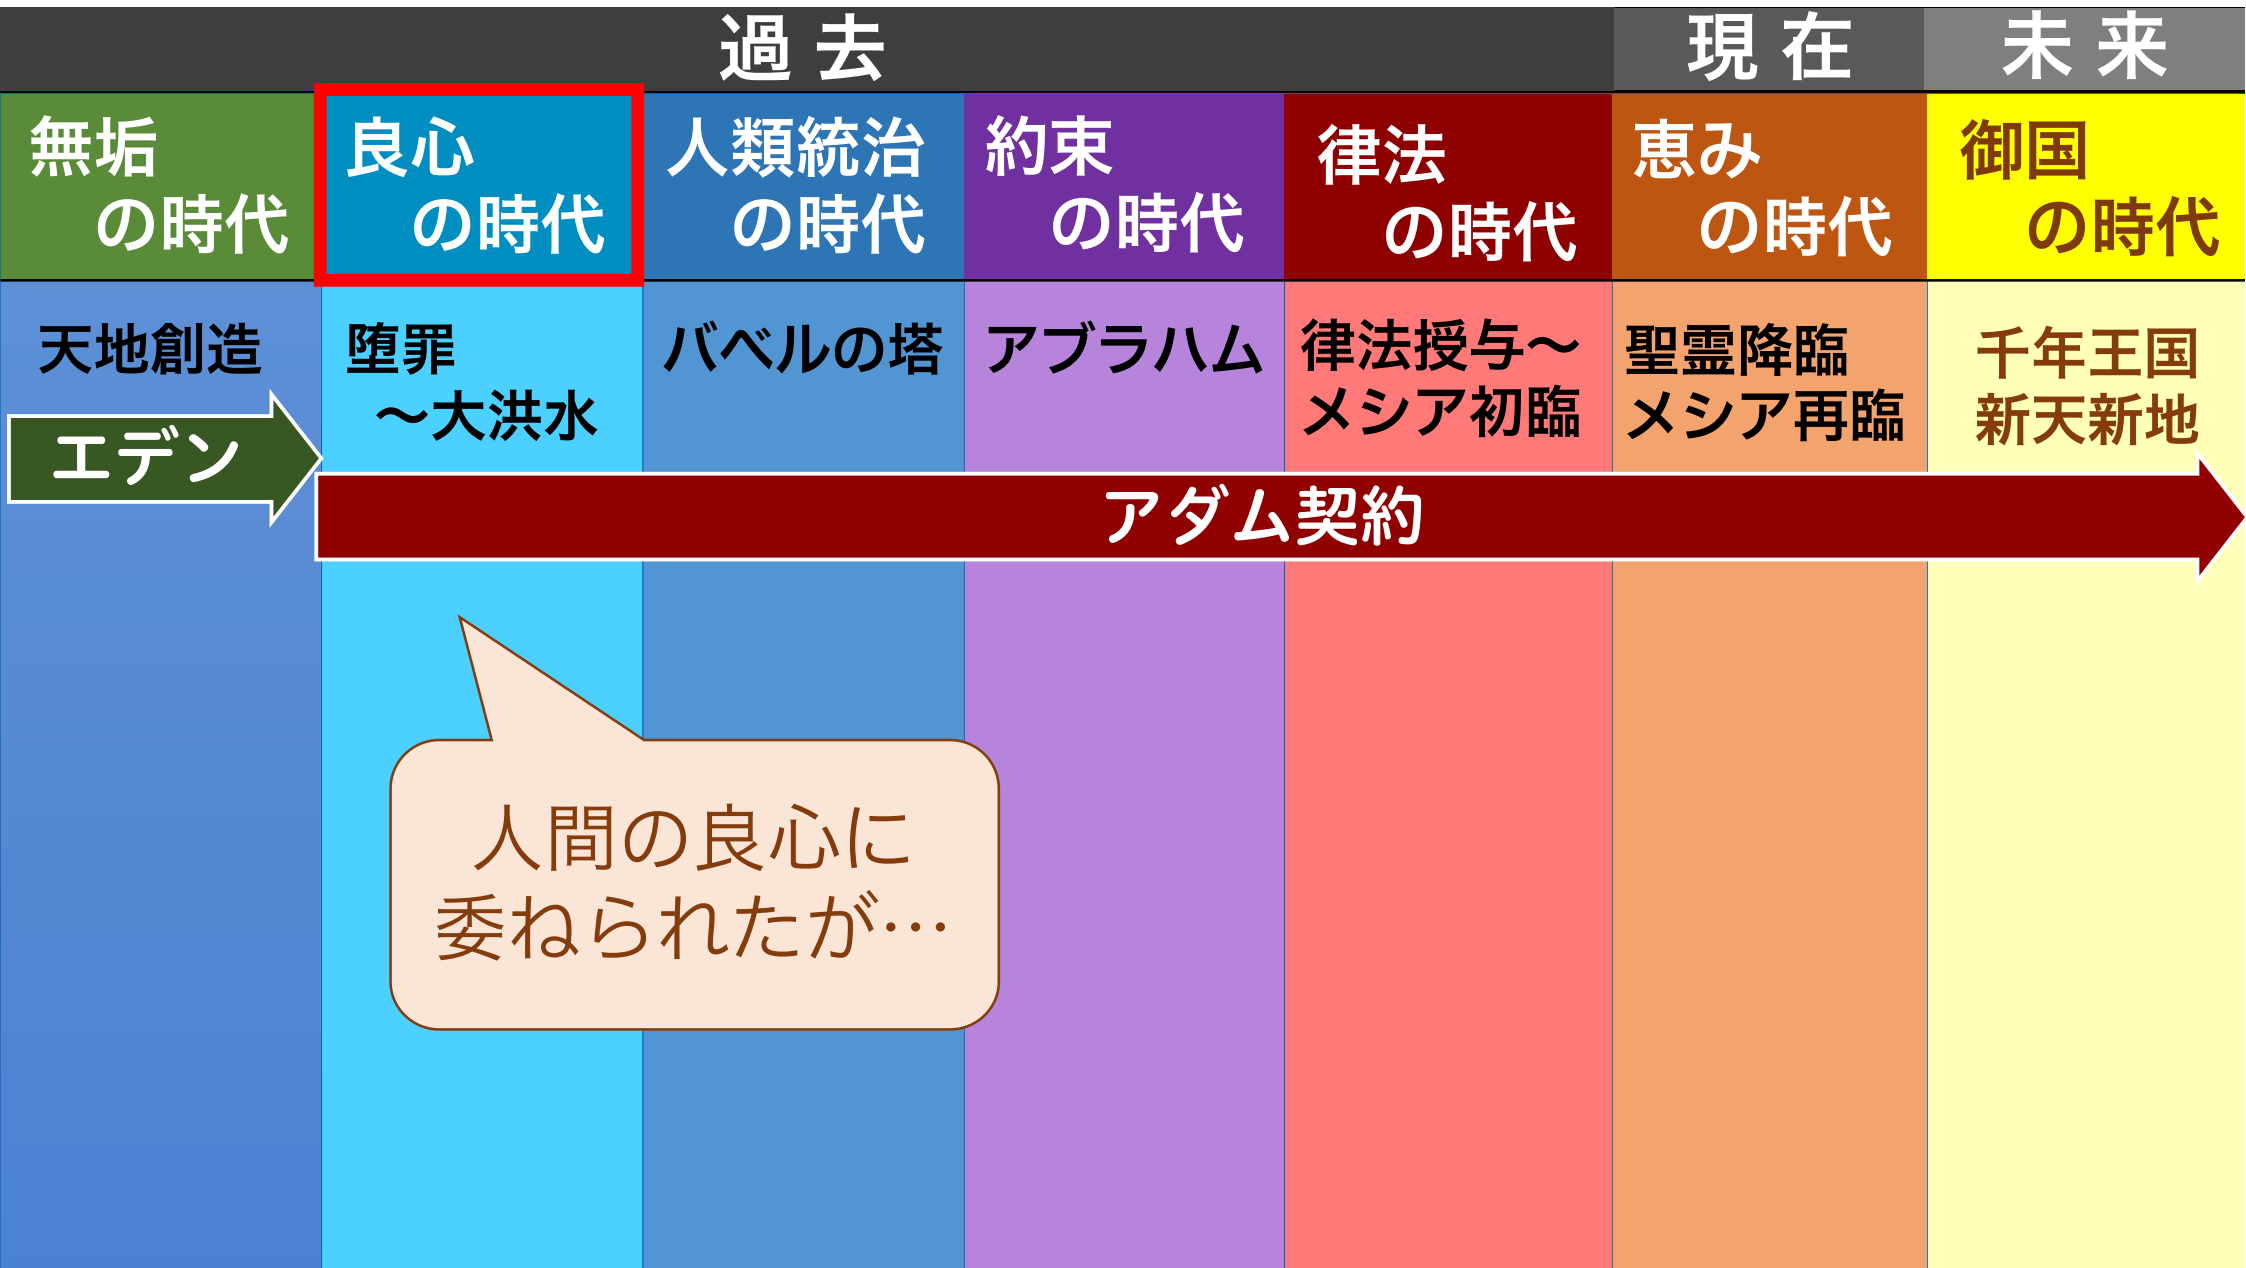 過去
現在
未来
無垢
の時代
良心
の時代
人類統治
の時代
約束
の時代
律法
の時代
恵み
の時代
御国
の時代
天地創造
堕罪
～大洪水
バベルの塔
アブラハム
律法授与～
メシア初臨
聖霊降臨
メシア再臨
千年王国
新天新地
エデン
アダム契約
人間の良心に
委ねられたが…